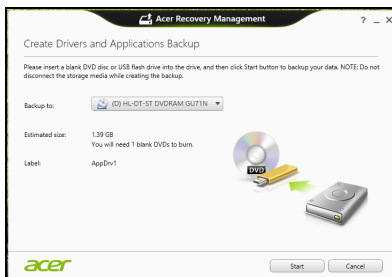 Acer Recovery Management
? _ X
Create Drivers and Applications Backup
Please insert a blank DVD disc or USB flash drive into the drive, and then click Start button to backup your data. NOTE: Do not
disconnect the storage media while creating the backup.
Backup to:
(D) HL-DT-ST DVDRAM GU71N
Estimated size:
1.39 GB
You will need 1 blank DVDs to burn.
Label:
AppDrv1
DVD
acer
Start
Cancel